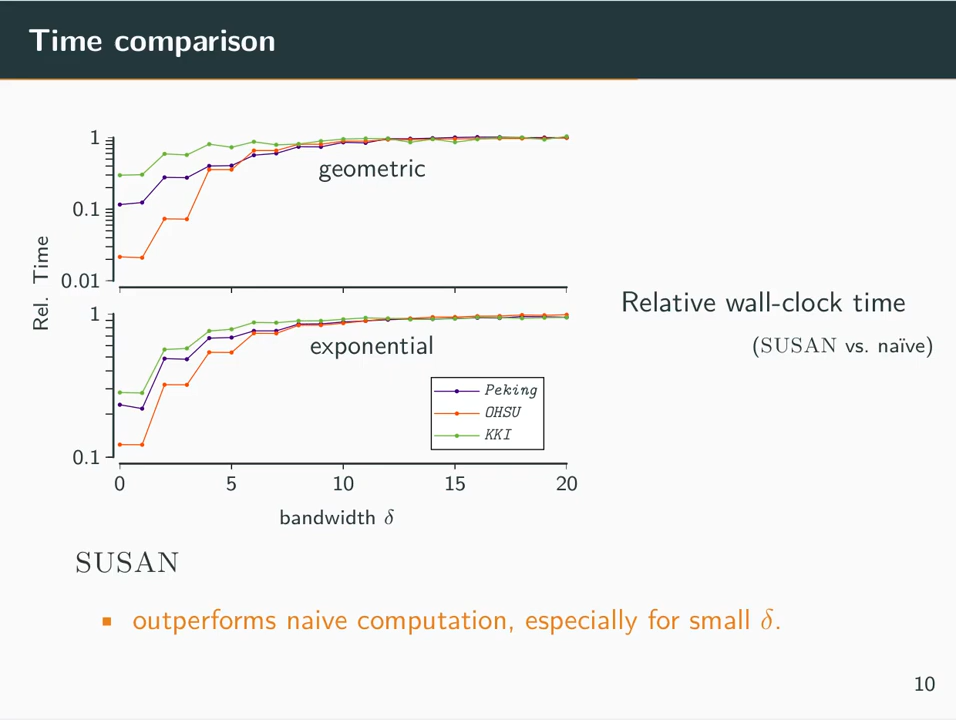 Time comparison
1
0.1
0.01
geometric
Rel. Time
1
0.1
exponential
Peking
OHSU
KKI
0 5 10 15 20
bandwidth δ
Relative wall-clock time
(SUSAN vs. naïve)
SUSAN
outperforms naive computation, especially for small δ.
10